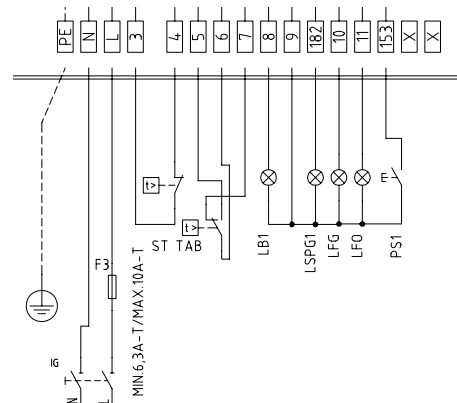 PE N L 3 4 5 6 7 8 9 182 10 11 153 X X
t>
t>
ST TAB
LB1
LSPG1
LFG
LFO
PS1
E
F3
MIN.6,3A-T/MAX.10A-T
IG
N
L